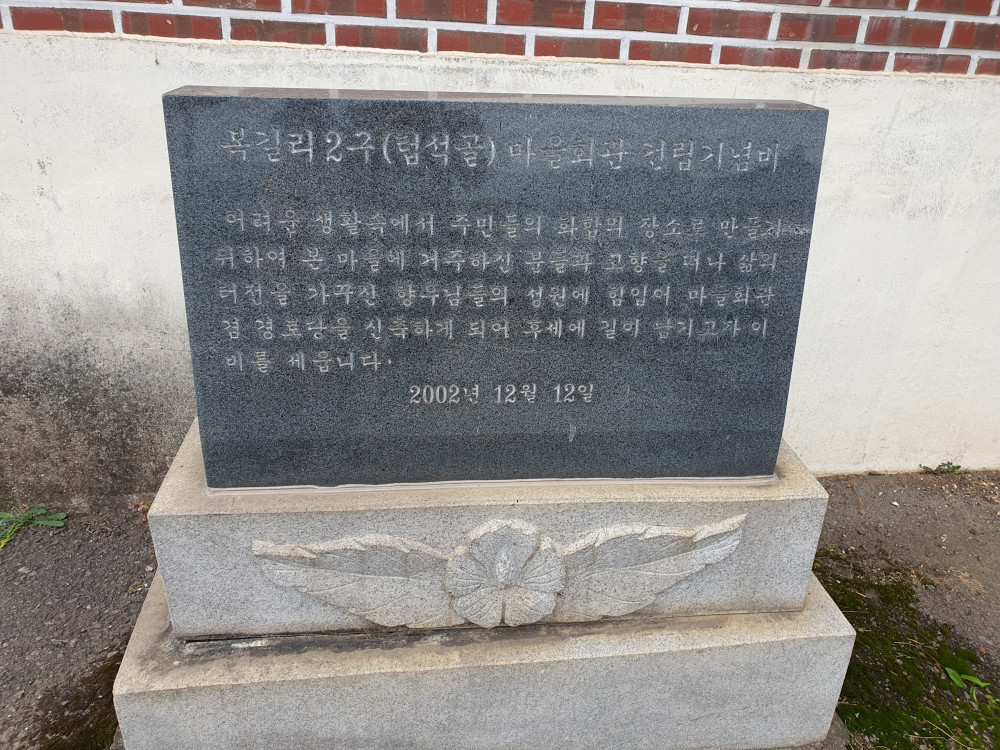 복길리2구(텀석골) 마을회관 건립기념비
어려운 생활속에서 주민들의 화합의 장소로 만들기
위하여 본 마을에 거주하신 분들과 고향을 떠나 삶의
터전을 가꾸신 향우님들의 성원에 힘입어 마을회관
겸 경로당을 신축하게 되어 후세에 길이 남기고자 이
비를 세웁니다.
2002년 12월 12일